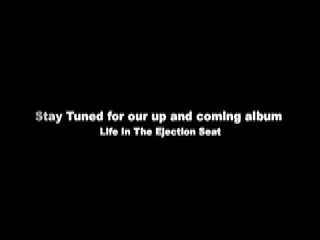 Stay Tuned for our up and coming album
Life In The Ejection Seat